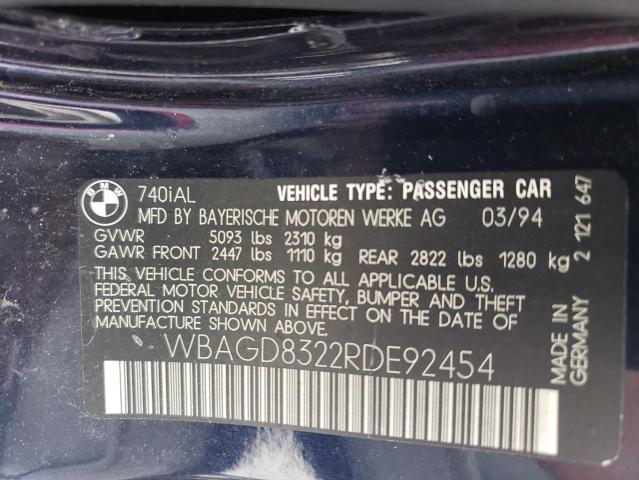 BMW
740iAL VEHICLE TYPE: PASSENGER CAR
MFD BY BAYERISCHE MOTOREN WERKE AG 03/94
GVWR 5093 lbs 2310 kg
GAWR FRONT 2447 lbs 1110 kg REAR 2822 lbs 1280 kg
THIS VEHICLE CONFORMS TO ALL APPLICABLE U.S.
FEDERAL MOTOR VEHICLE SAFETY, BUMPER AND THEFT
PREVENTION STANDARDS IN EFFECT ON THE DATE OF
MANUFACTURE SHOWN ABOVE.
WBAGD8322RDE92454
2 121 647
MADE IN
GERMANY